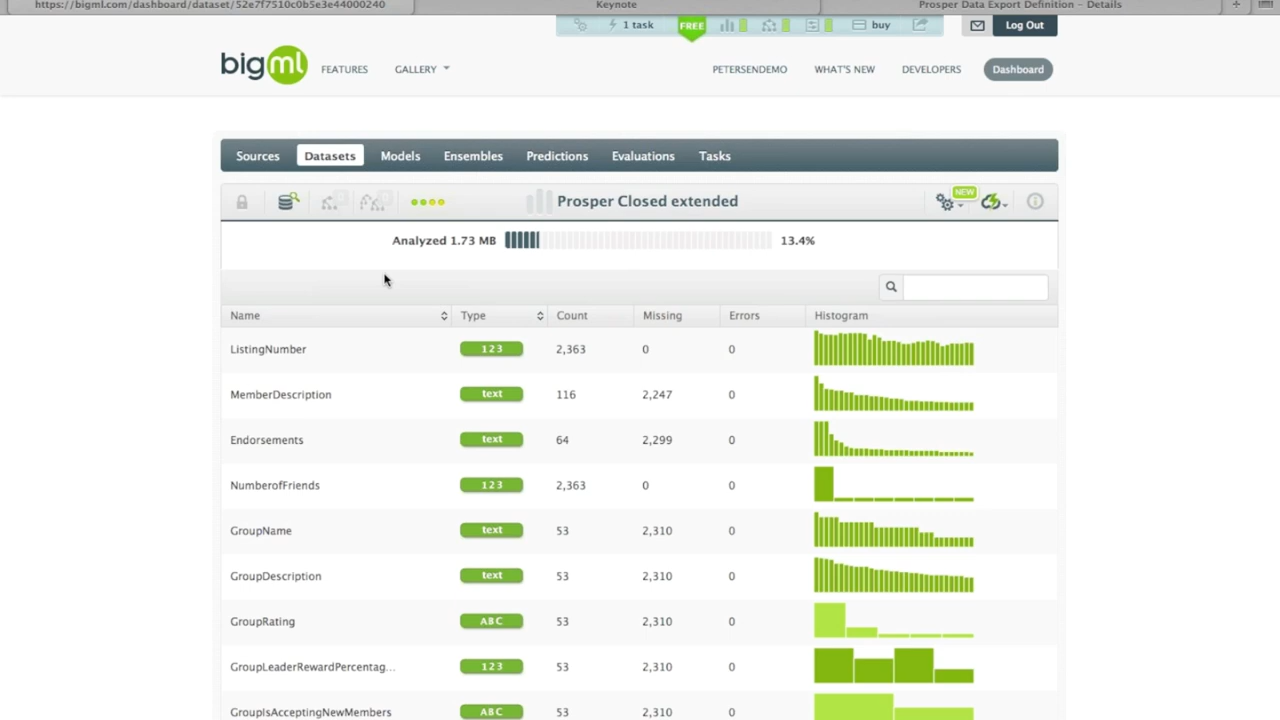 https://bigml.com/dashboard/dataset/52e7f7510c0b5e3e44000240 Keynote Prosper Data Export Definition – Details +
1 task FREE buy Log Out
bigml FEATURES GALLERY PETERSENDEMO WHAT'S NEW DEVELOPERS Dashboard
Sources Datasets Models Ensembles Predictions Evaluations Tasks
Prosper Closed extended NEW
Analyzed 1.73 MB 13.4%
Name Type Count Missing Errors Histogram
ListingNumber 123 2,363 0 0
MemberDescription text 116 2,247 0
Endorsements text 64 2,299 0
NumberofFriends 123 2,363 0 0
GroupName text 53 2,310 0
GroupDescription text 53 2,310 0
GroupRating ABC 53 2,310 0
GroupLeaderRewardPercentag... 123 53 2,310 0
GroupIsAcceptingNewMembers ABC 53 2,310 0